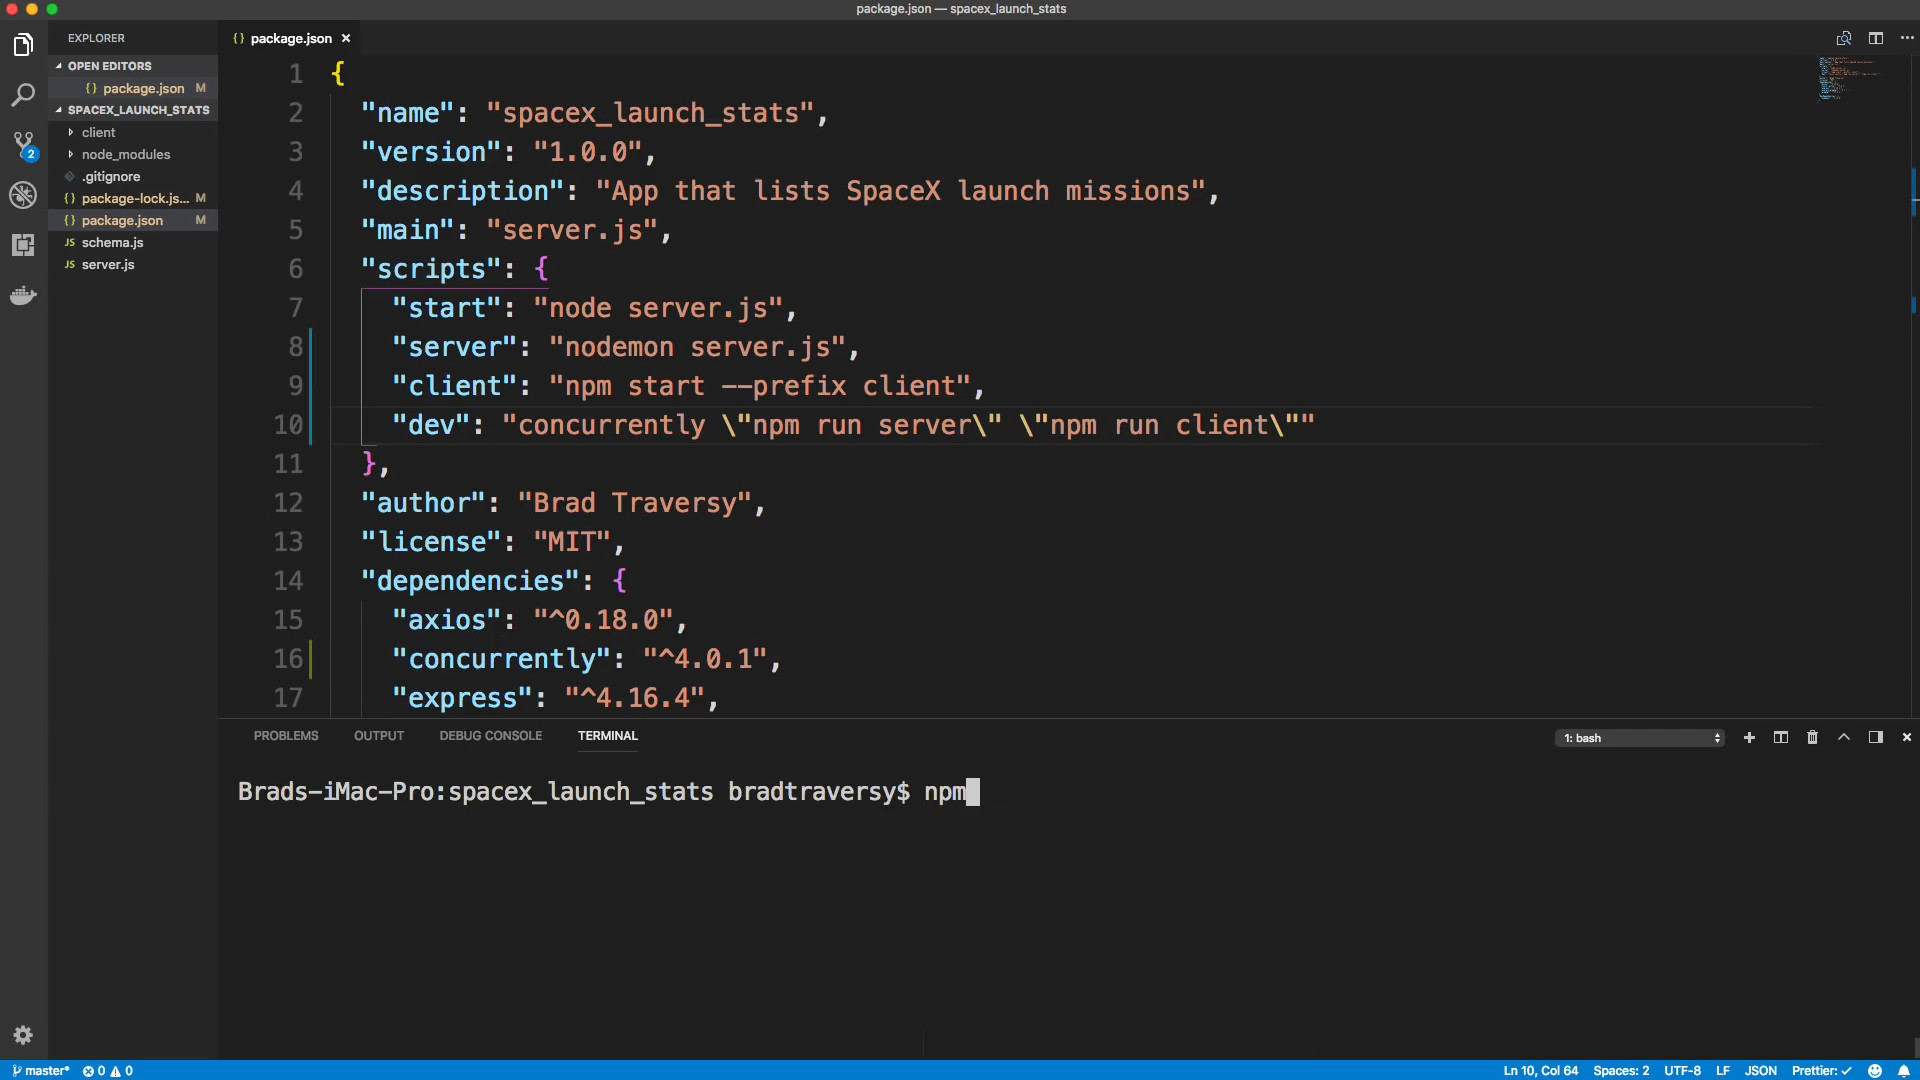 package.json — spacex_launch_stats
EXPLORER
OPEN EDITORS
{} package.json M
SPACEX_LAUNCH_STATS
client
node_modules
.gitignore
{} package-lock.js... M
{} package.json M
JS schema.js
JS server.js
2
{} package.json ×
1 {
2 "name": "spacex_launch_stats",
3 "version": "1.0.0",
4 "description": "App that lists SpaceX launch missions",
5 "main": "server.js",
6 "scripts": {
7 "start": "node server.js",
8 "server": "nodemon server.js",
9 "client": "npm start --prefix client",
10 "dev": "concurrently \"npm run server\" \"npm run client\""
11 },
12 "author": "Brad Traversy",
13 "license": "MIT",
14 "dependencies": {
15 "axios": "^0.18.0",
16 "concurrently": "^4.0.1",
17 "express": "^4.16.4",
PROBLEMS OUTPUT DEBUG CONSOLE TERMINAL 1: bash
Brads-iMac-Pro:spacex_launch_stats bradtraversy$ npm
master* 0 0 Ln 10, Col 64 Spaces: 2 UTF-8 LF JSON Prettier: ✓